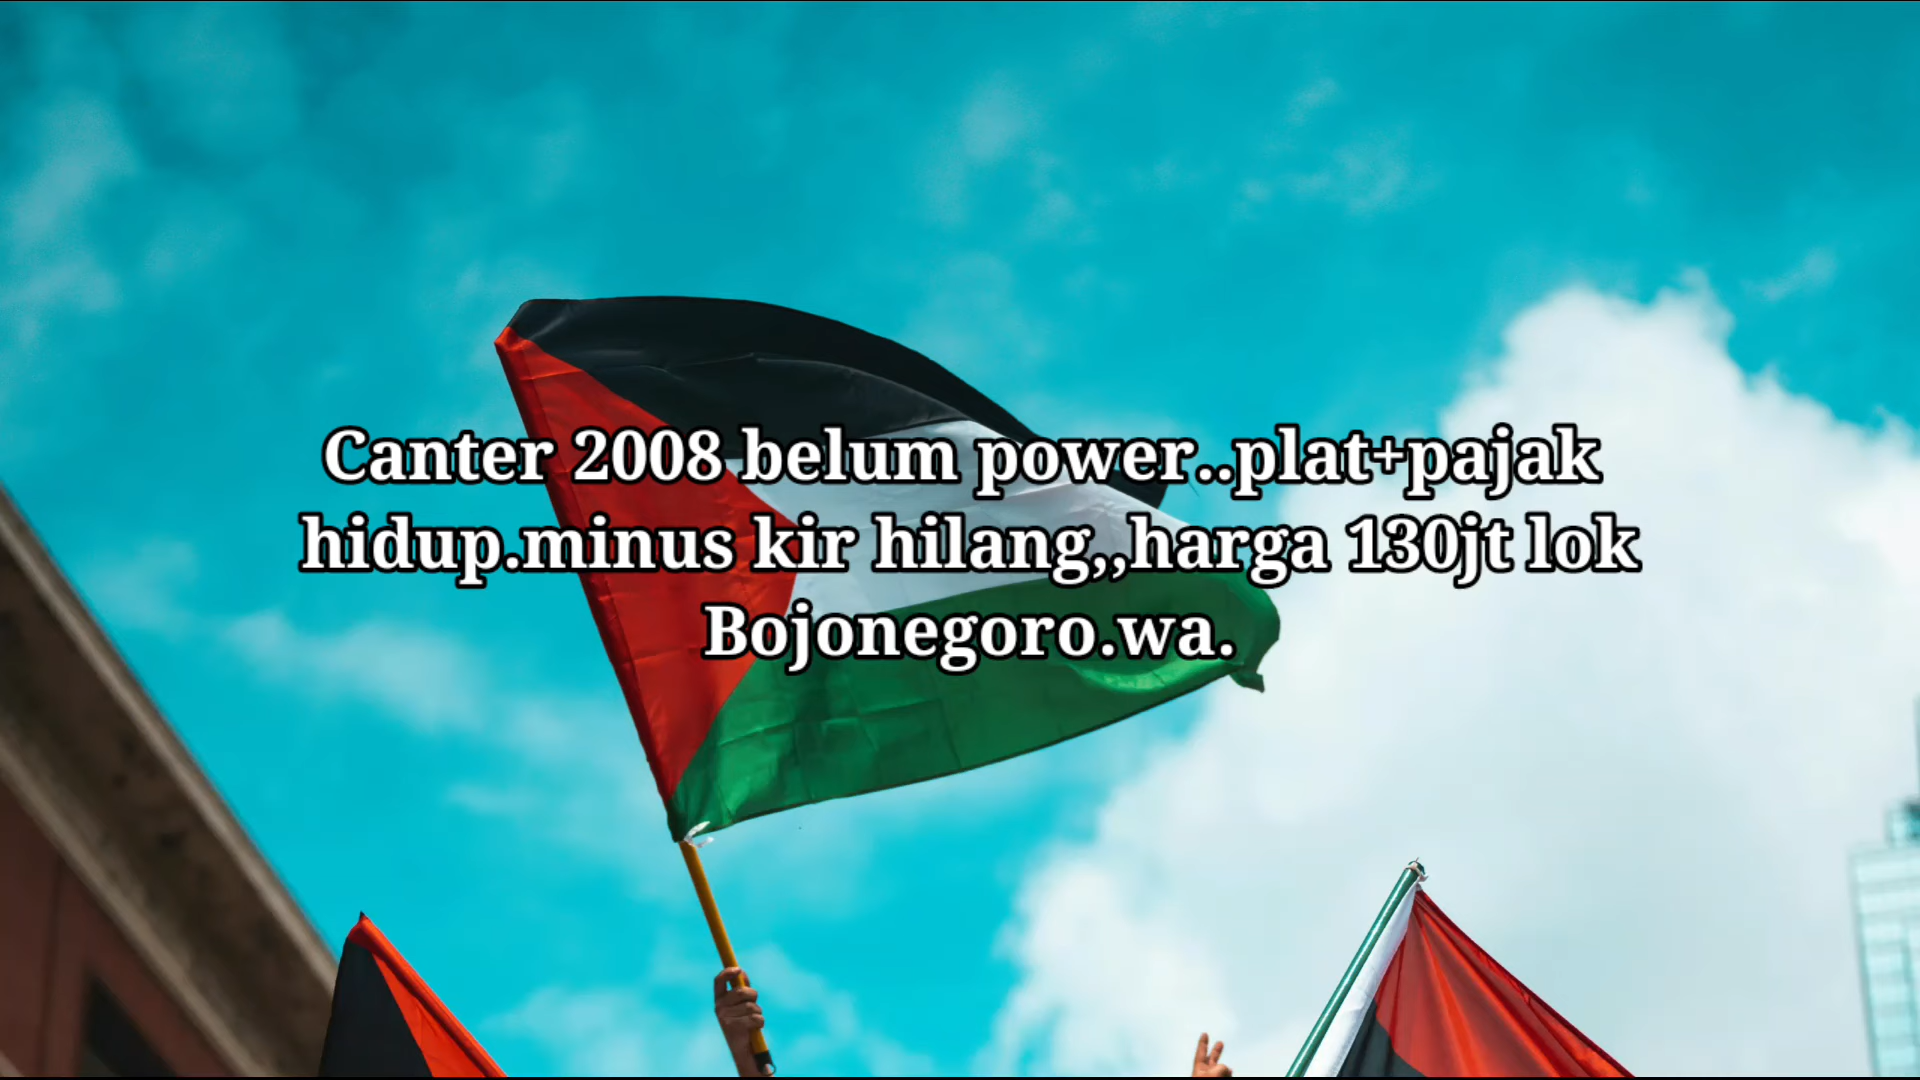 Canter 2008 belum power..plat+pajak
hidup.minus kir hilang,,harga 130jt lok
Bojonegoro.wa.